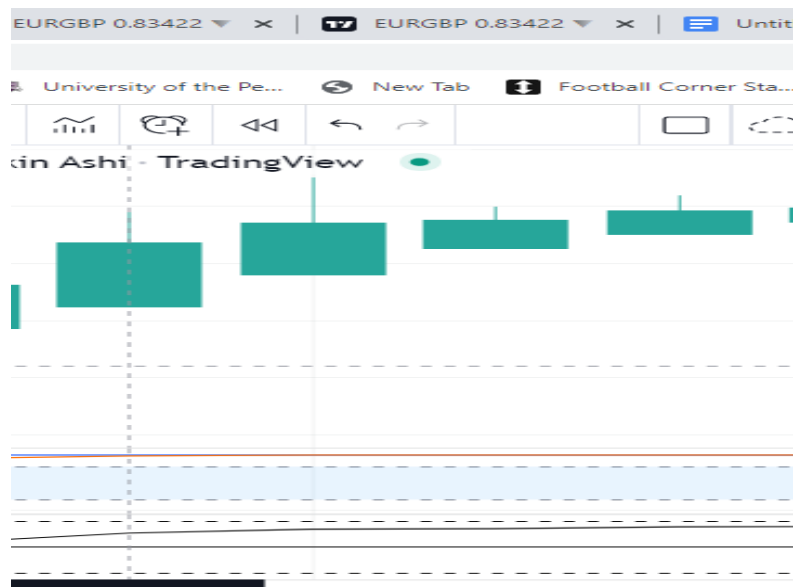 EURGBP 0.83422 EURGBP 0.83422 Untit
University of the Pe... New Tab Football Corner Sta...
kin Ashi · TradingView